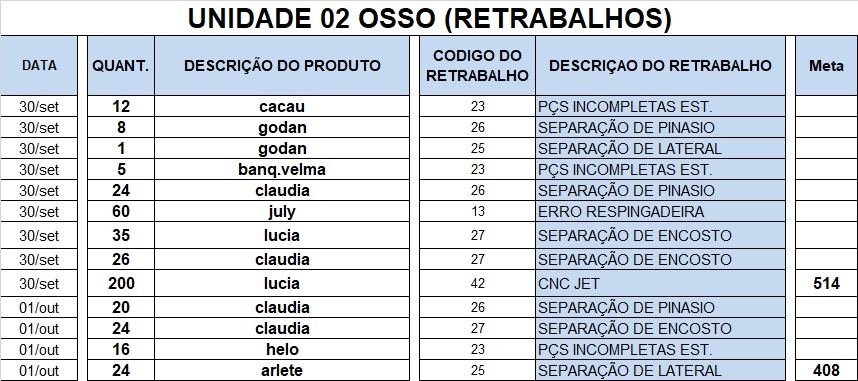 UNIDADE 02 OSSO (RETRABALHOS)
DATA QUANT. DESCRIÇÃO DO PRODUTO CODIGO DO RETRABALHO DESCRIÇAO DO RETRABALHO Meta
30/set 12 cacau 23 PÇS INCOMPLETAS EST.
30/set 8 godan 26 SEPARAÇÃO DE PINASIO
30/set 1 godan 25 SEPARAÇÃO DE LATERAL
30/set 5 banq.velma 23 PÇS INCOMPLETAS EST.
30/set 24 claudia 26 SEPARAÇÃO DE PINASIO
30/set 60 july 13 ERRO RESPINGADEIRA
30/set 35 lucia 27 SEPARAÇÃO DE ENCOSTO
30/set 26 claudia 27 SEPARAÇÃO DE ENCOSTO
30/set 200 lucia 42 CNC JET 514
01/out 20 claudia 26 SEPARAÇÃO DE PINASIO
01/out 24 claudia 27 SEPARAÇÃO DE ENCOSTO
01/out 16 helo 23 PÇS INCOMPLETAS EST.
01/out 24 arlete 25 SEPARAÇÃO DE LATERAL 408